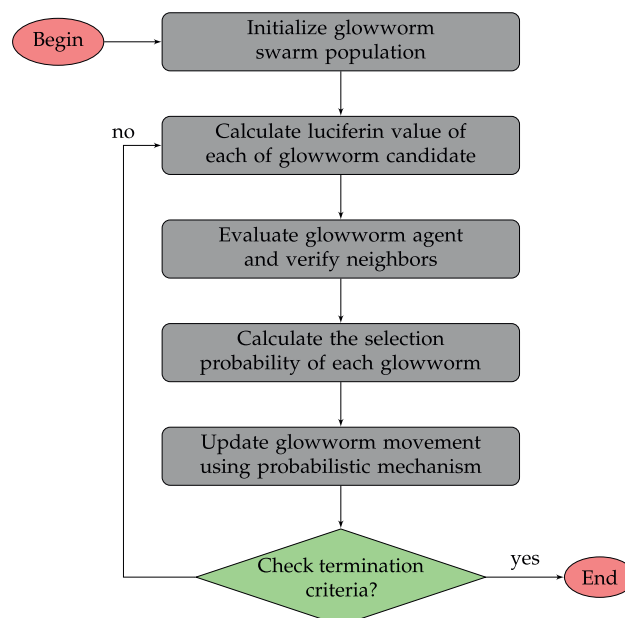 Begin
Initialize glowworm
swarm population
no
Calculate luciferin value of
each of glowworm candidate
Evaluate glowworm agent
and verify neighbors
Calculate the selection
probability of each glowworm
Update glowworm movement
using probabilistic mechanism
Check termination
criteria?
yes
End